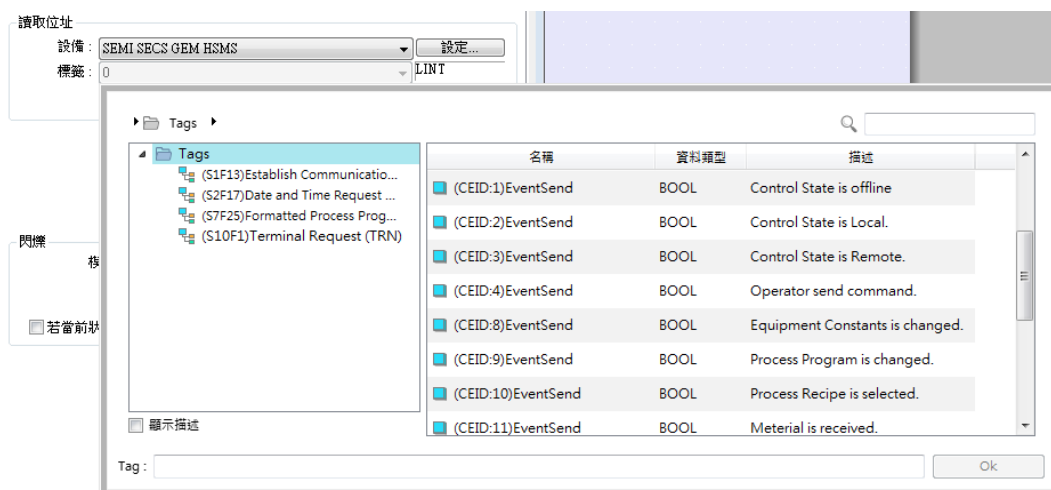 讀取位址
設備 : SEMI SECS GEM HSMS 設定...
標籤 : 0 LINT
Tags
Tags
(S1F13)Establish Communicatio...
(S2F17)Date and Time Request ...
(S7F25)Formatted Process Prog...
(S10F1)Terminal Request (TRN)
名稱 資料類型 描述
(CEID:1)EventSend BOOL Control State is offline
(CEID:2)EventSend BOOL Control State is Local.
(CEID:3)EventSend BOOL Control State is Remote.
(CEID:4)EventSend BOOL Operator send command.
(CEID:8)EventSend BOOL Equipment Constants is changed.
(CEID:9)EventSend BOOL Process Program is changed.
(CEID:10)EventSend BOOL Process Recipe is selected.
(CEID:11)EventSend BOOL Meterial is received.
閃爍
若當前狀
顯示描述
Tag :
Ok